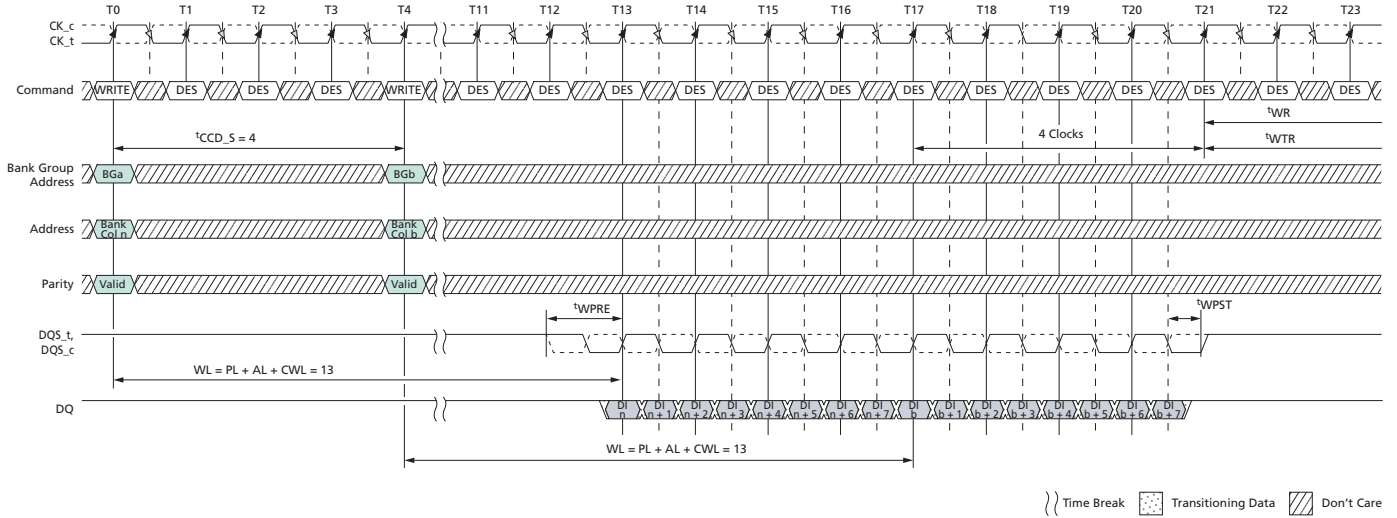 T0 T1 T2 T3 T4 T11 T12 T13 T14 T15 T16 T17 T18 T19 T20 T21 T22 T23
CK_c
CK_t
Command WRITE DES DES DES WRITE DES DES DES DES DES DES DES DES DES DES DES DES DES
tWR
tCCD_S = 4 4 Clocks tWTR
Bank Group
Address BGa BGb
Address Bank
Col n Bank
Col b
Parity Valid Valid
tWPRE tWPST
DQS_t,
DQS_c
WL = PL + AL + CWL = 13
DQ DI
n DI
n + 1 DI
n + 2 DI
n + 3 DI
n + 4 DI
n + 5 DI
n + 6 DI
n + 7 DI
b DI
b + 1 DI
b + 2 DI
b + 3 DI
b + 4 DI
b + 5 DI
b + 6 DI
b + 7
WL = PL + AL + CWL = 13
Time Break Transitioning Data Don't Care